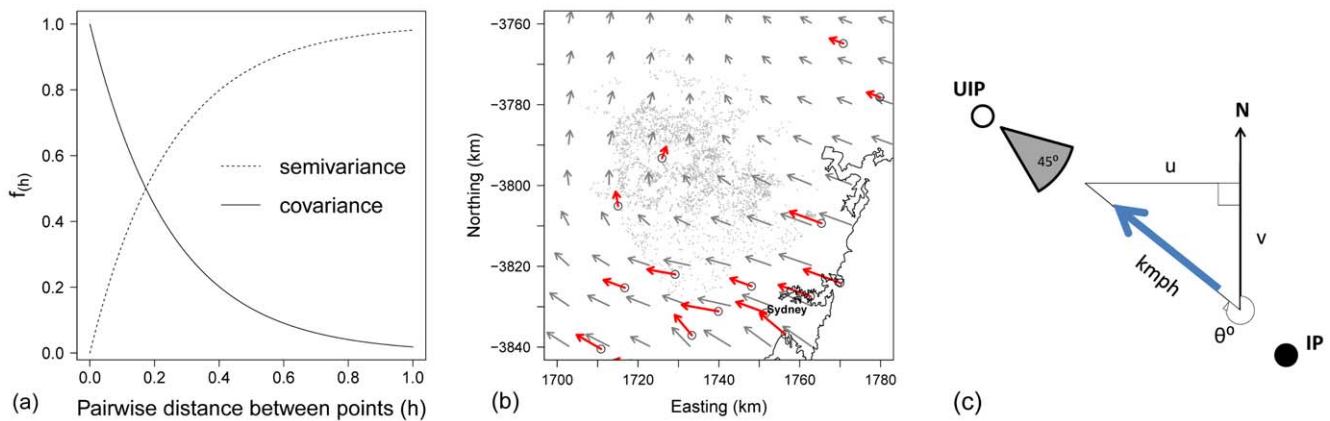 f(h)
1.0
0.8
0.6
0.4
0.2
0.0
semivariance
covariance
0.0 0.2 0.4 0.6 0.8 1.0
(a) Pairwise distance between points (h)
Northing (km)
−3760
−3780
−3800
−3820
−3840
Sydney
1700 1720 1740 1760 1780
(b) Easting (km)
UIP
45º
N
u
v
kmph
θº
IP
(c)